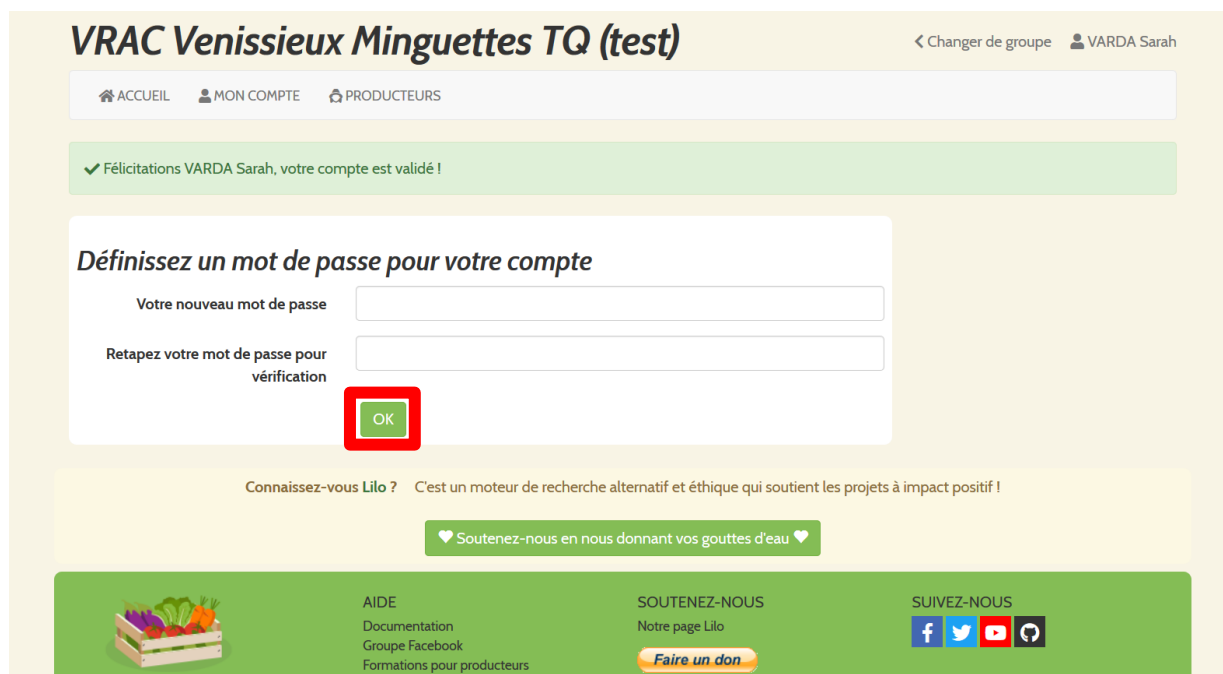 VRAC Venissieux Minguettes TQ (test)
Changer de groupe VARDA Sarah
ACCUEIL MON COMPTE PRODUCTEURS
Félicitations VARDA Sarah, votre compte est validé !
Définissez un mot de passe pour votre compte
Votre nouveau mot de passe
Retapez votre mot de passe pour
vérification
OK
Connaissez-vous Lilo ? C'est un moteur de recherche alternatif et éthique qui soutient les projets à impact positif !
Soutenez-nous en nous donnant vos gouttes d'eau
AIDE
Documentation
Groupe Facebook
Formations pour producteurs
SOUTENEZ-NOUS
Notre page Lilo
Faire un don
SUIVEZ-NOUS